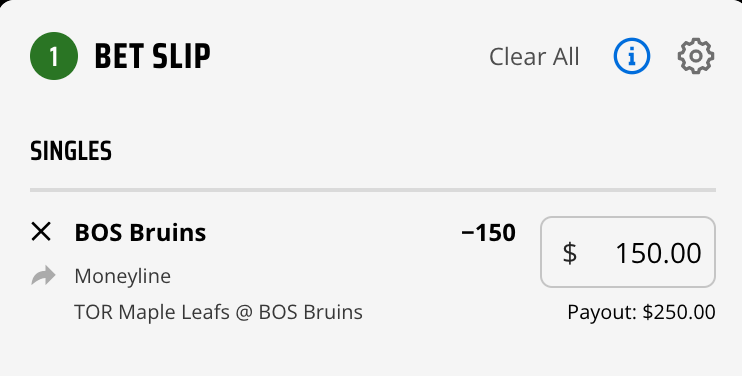 1 BET SLIP Clear All
SINGLES
BOS Bruins −150 $ 150.00
Moneyline
TOR Maple Leafs @ BOS Bruins Payout: $250.00